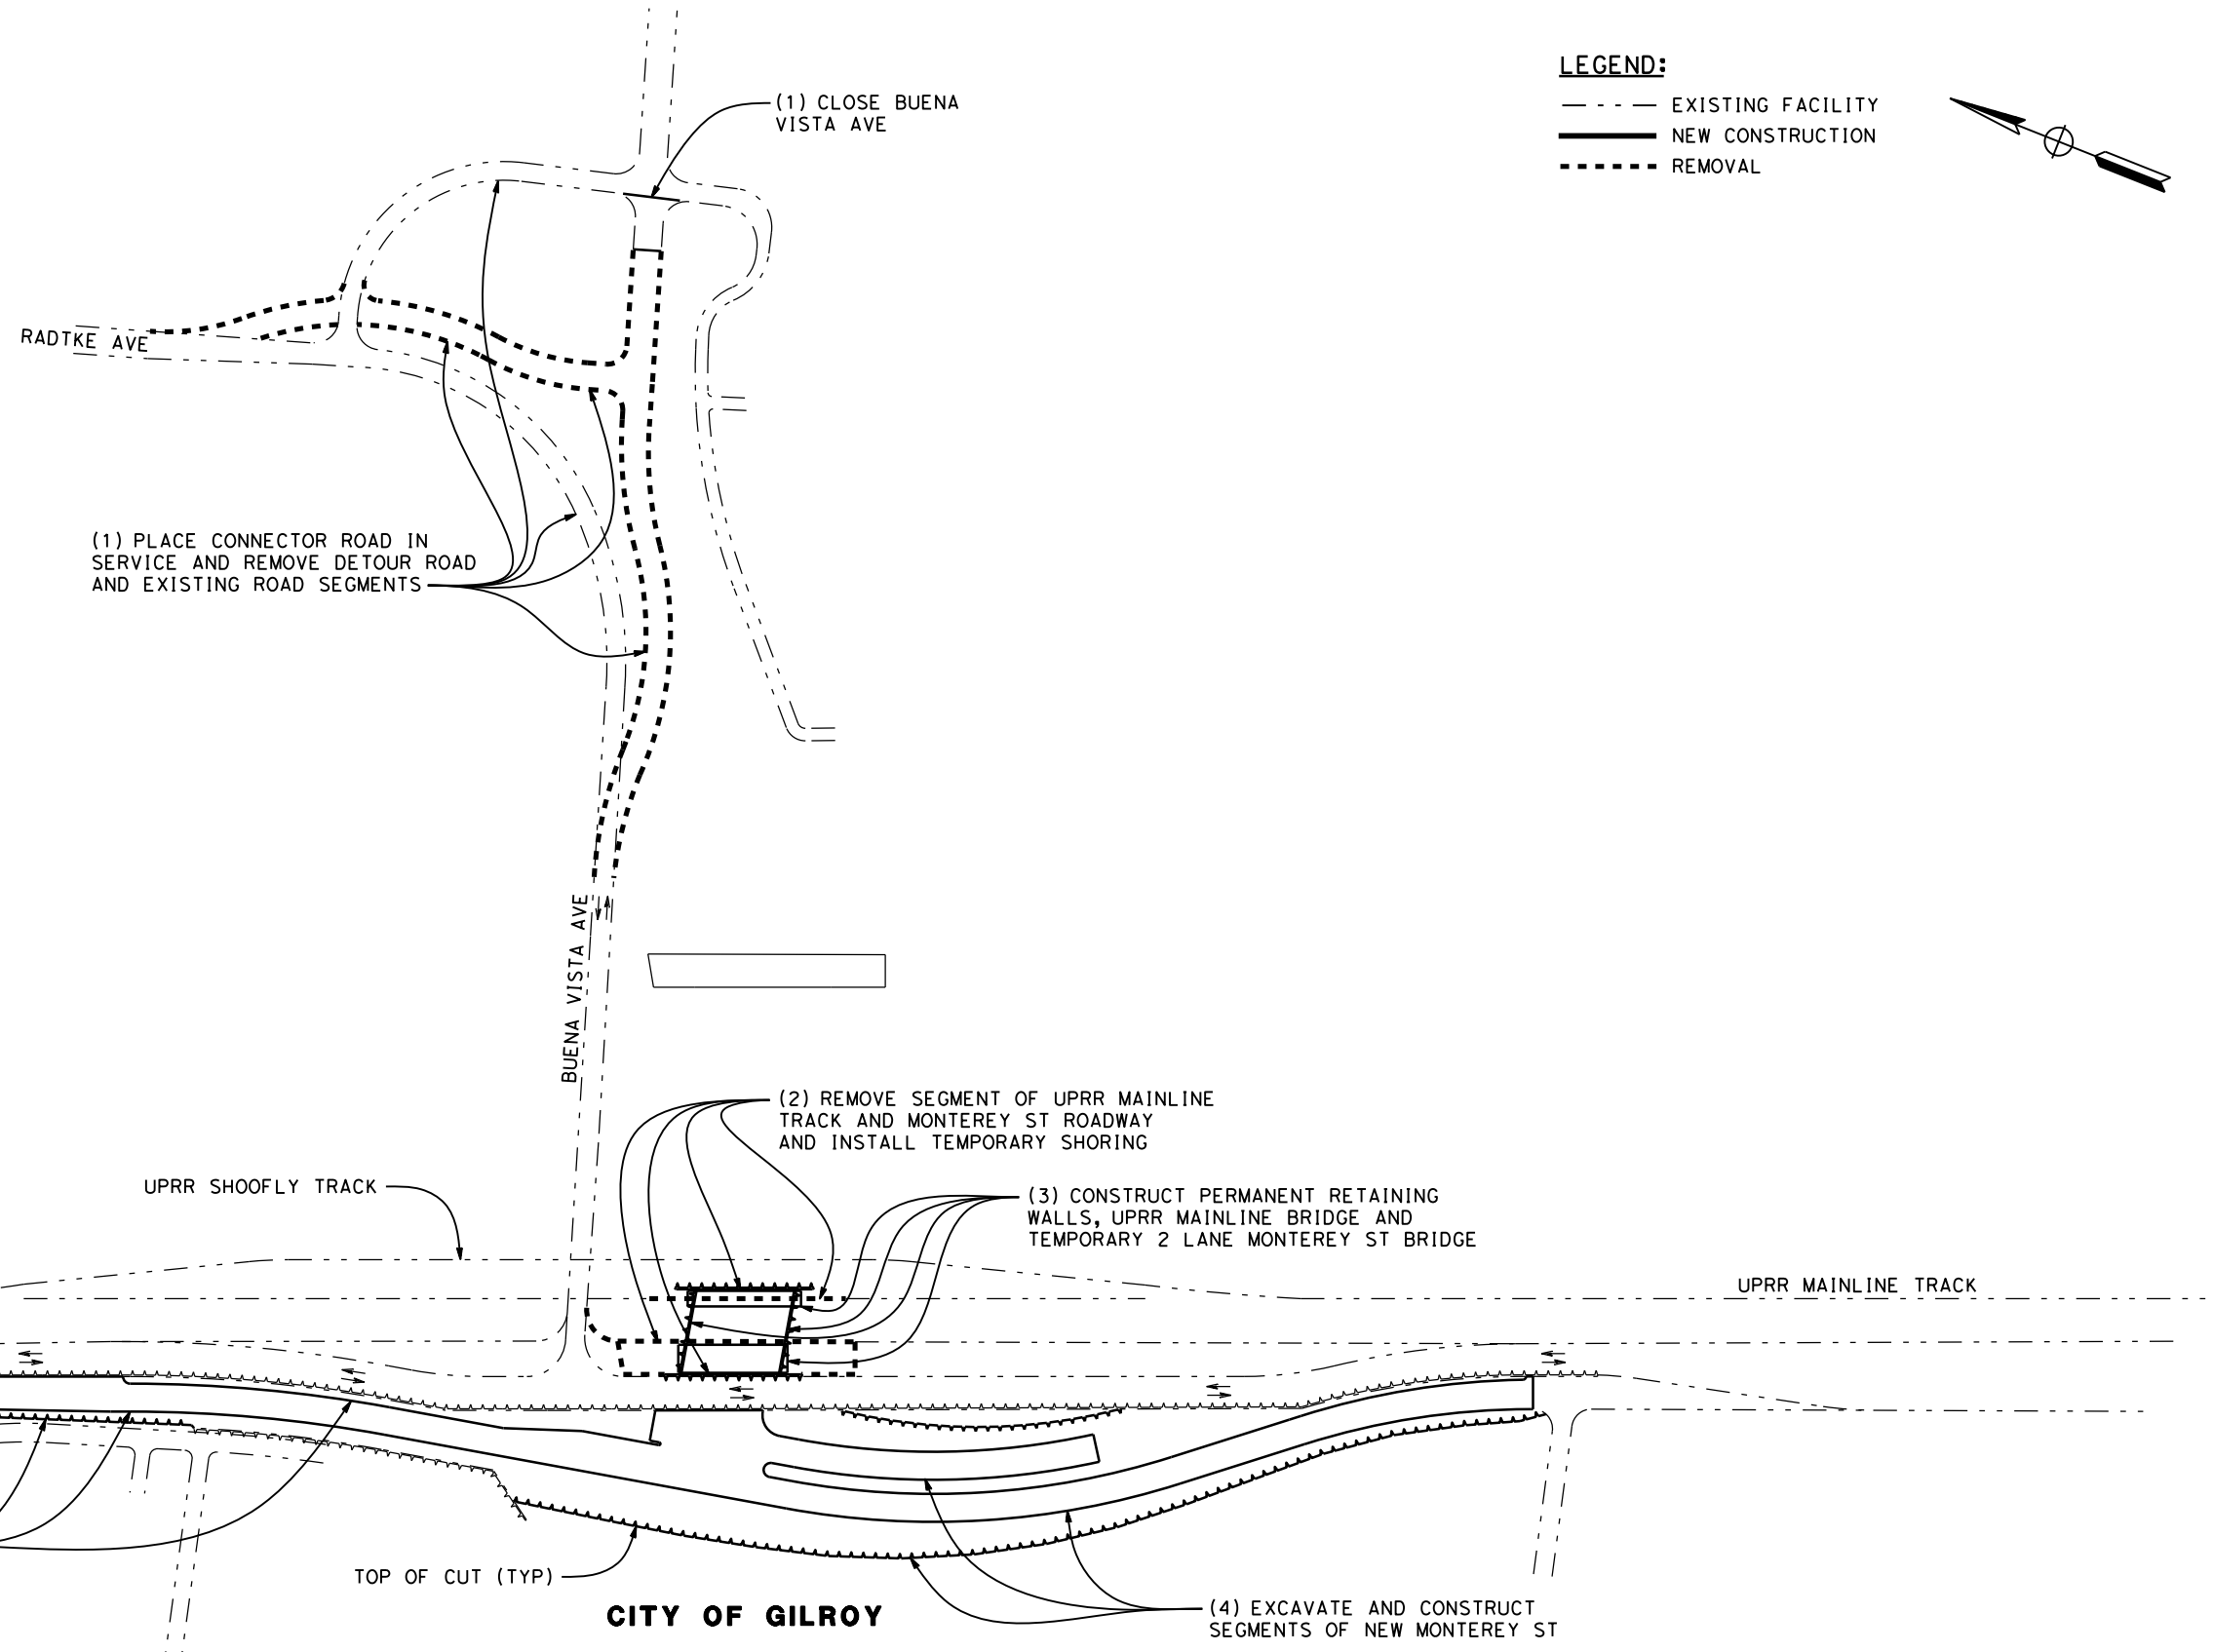 LEGEND:
EXISTING FACILITY
NEW CONSTRUCTION
REMOVAL
(1) CLOSE BUENA
VISTA AVE
RADTKE AVE
(1) PLACE CONNECTOR ROAD IN
SERVICE AND REMOVE DETOUR ROAD
AND EXISTING ROAD SEGMENTS
BUENA VISTA AVE
(2) REMOVE SEGMENT OF UPRR MAINLINE
TRACK AND MONTEREY ST ROADWAY
AND INSTALL TEMPORARY SHORING
UPRR SHOOFLY TRACK
(3) CONSTRUCT PERMANENT RETAINING
WALLS, UPRR MAINLINE BRIDGE AND
TEMPORARY 2 LANE MONTEREY ST BRIDGE
UPRR MAINLINE TRACK
TOP OF CUT (TYP)
CITY OF GILROY
(4) EXCAVATE AND CONSTRUCT
SEGMENTS OF NEW MONTEREY ST